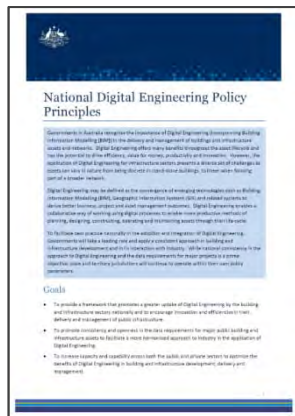 National Digital Engineering Policy
Principles
Governments in Australia recognise the importance of Digital Engineering (incorporating Building
Information Modelling (BIM)) to the delivery and management of buildings and infrastructure
assets and networks. Digital Engineering offers many benefits throughout the asset lifecycle and
has the potential to drive efficiency, value for money, productivity and innovation. However, the
application of Digital Engineering for infrastructure sectors presents a diverse set of challenges as
assets can vary in nature from being distinct or stand-alone buildings, to linear when forming
part of a broader network.
Digital Engineering may be defined as the convergence of emerging technologies such as Building
Information Modelling (BIM), Geographic Information Systems (GIS) and related systems to
derive better business, project and asset management outcomes. Digital Engineering enables a
collaborative way of working using digital processes to enable more productive methods of
planning, designing, constructing, operating and maintaining assets through their life cycle.
To facilitate best practice nationally in the adoption and integration of Digital Engineering,
Governments will take a leading role and apply a consistent approach in building and
infrastructure development and in its interaction with industry. While national consistency in the
approach to Digital Engineering and the data requirements for major projects is a prime
objective, state and territory jurisdictions will continue to operate within their own policy
parameters.
Goals
• To provide a framework that promotes a greater uptake of Digital Engineering by the building
and infrastructure sectors nationally and to encourage innovation and efficiencies in their
delivery and management of public infrastructure.
• To promote consistency and openness in the data requirements for major public building and
infrastructure assets to facilitate a more harmonised approach to industry in the application of
Digital Engineering.
• To increase capacity and capability across both the public and private sectors to optimise the
benefits of Digital Engineering in building and infrastructure development, delivery and
management.